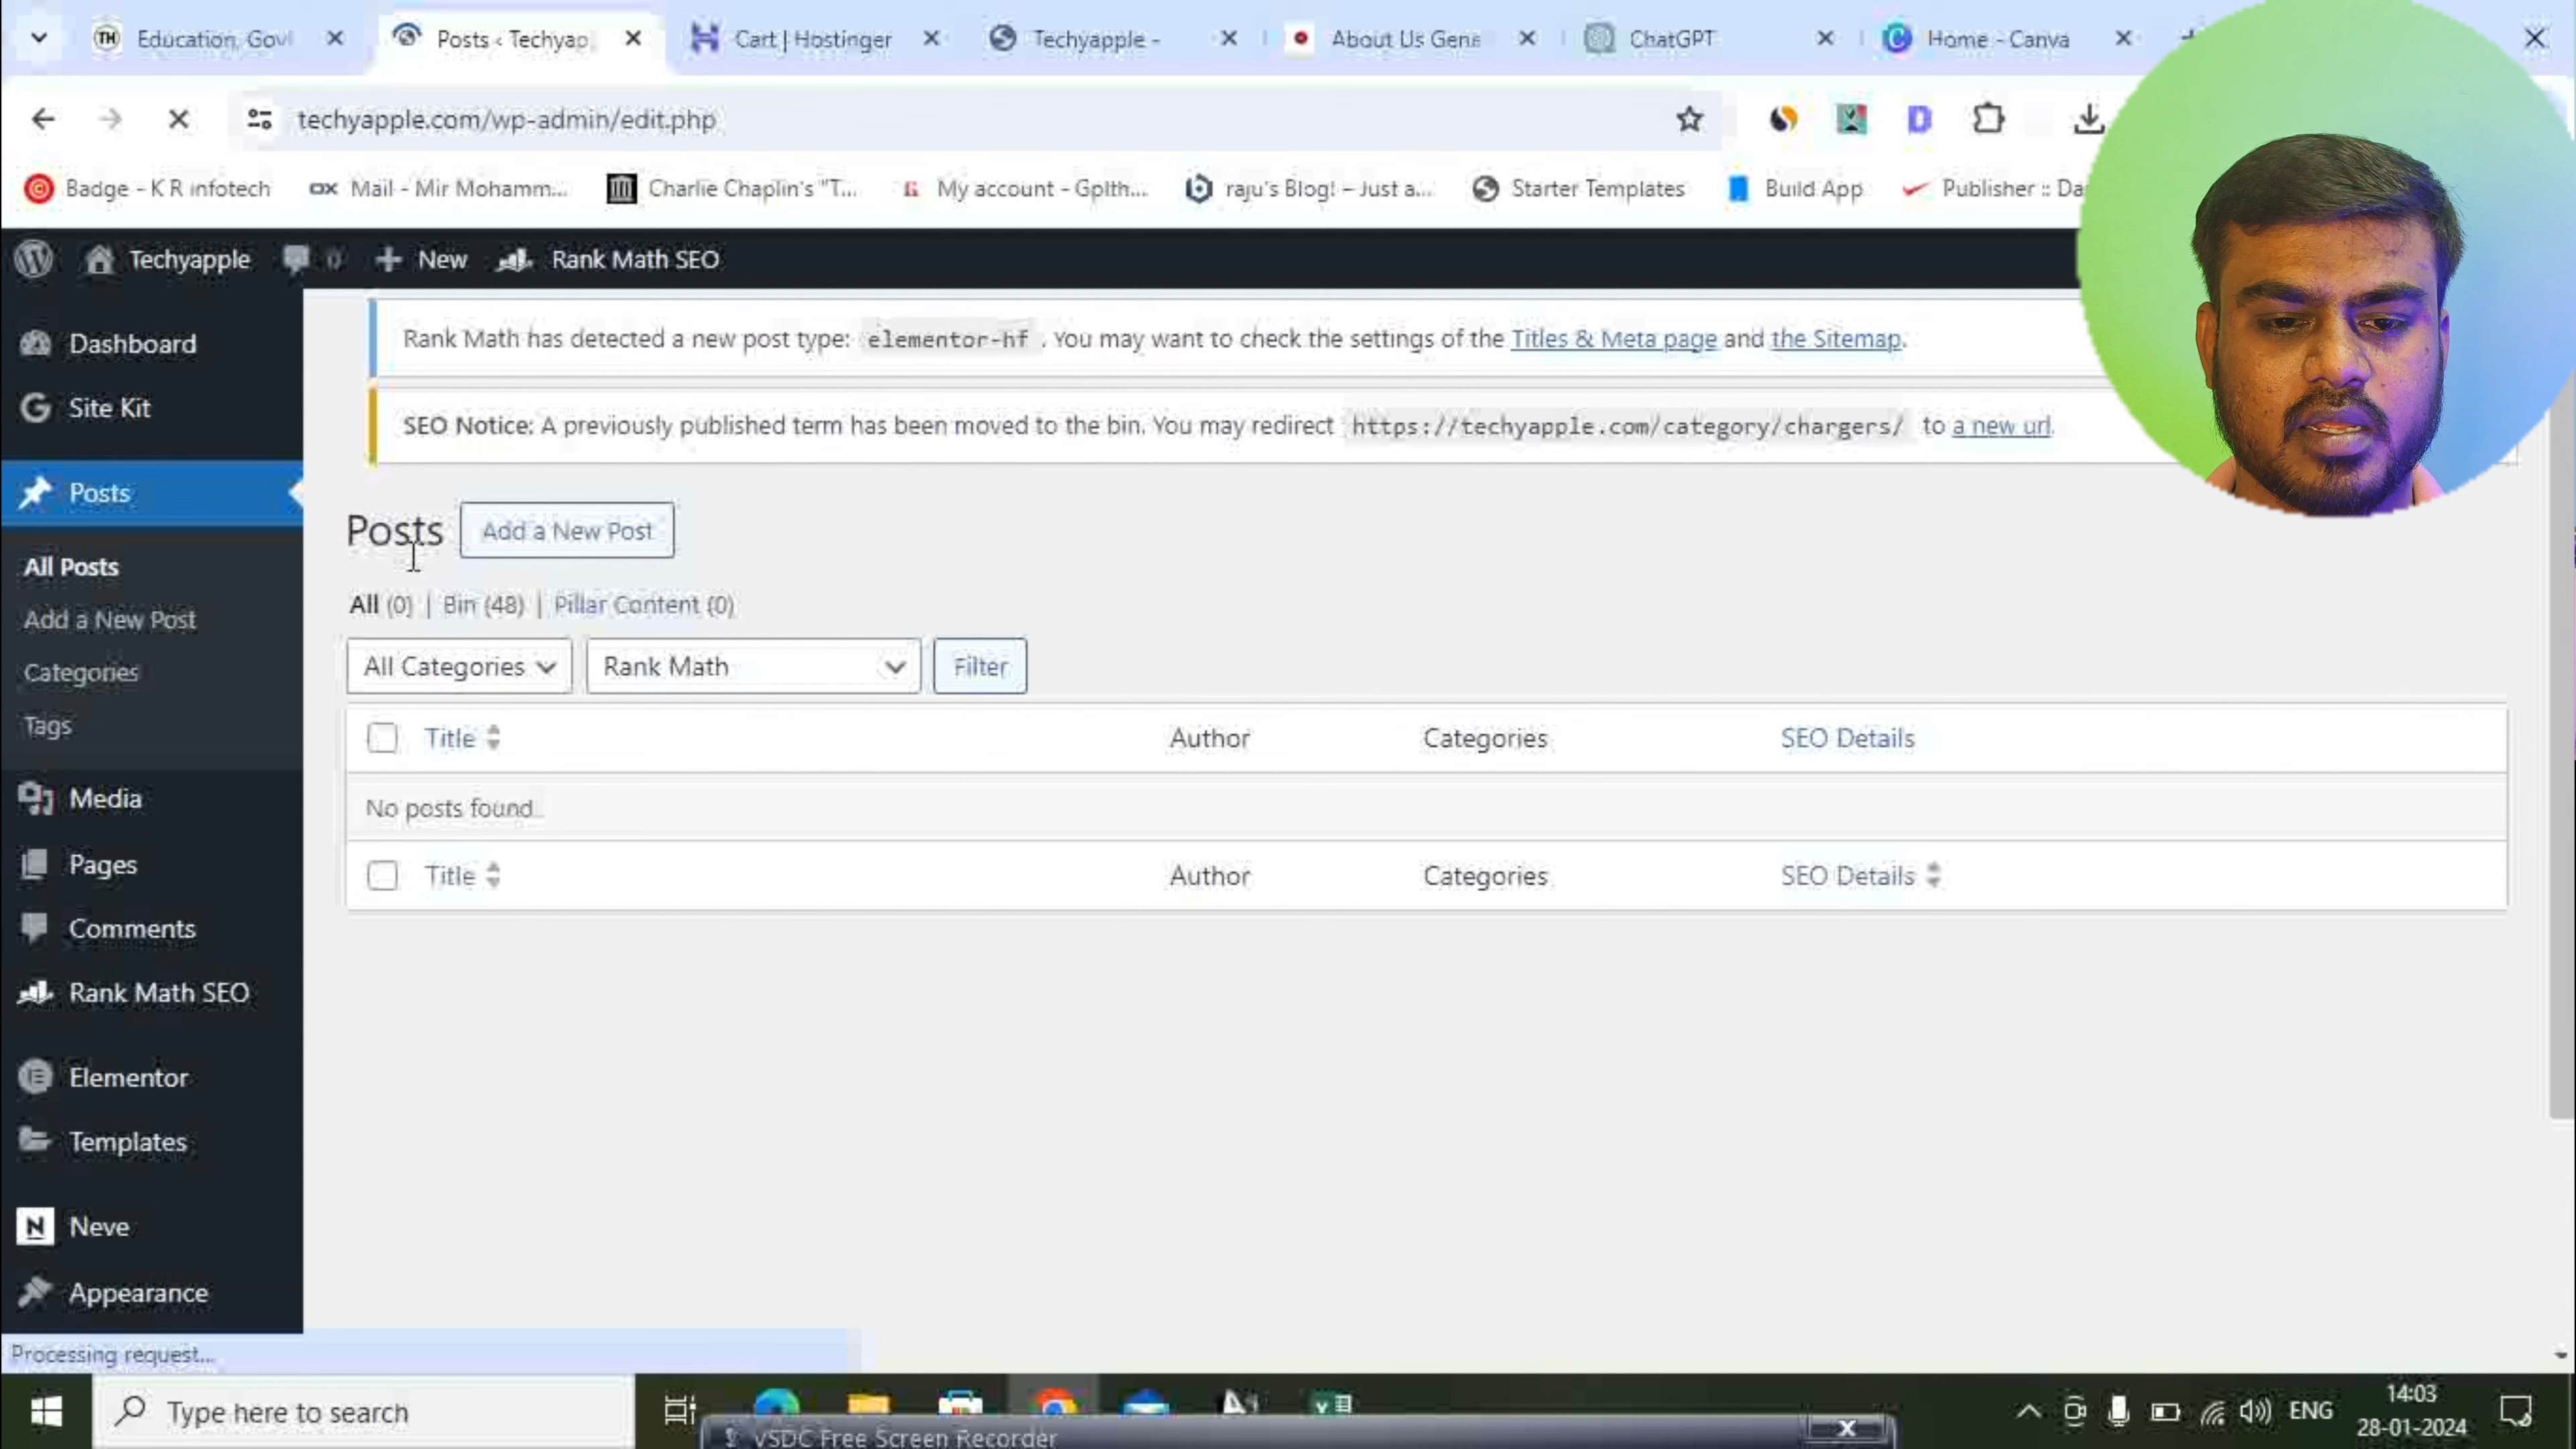 TH Education, Govt
Posts ‹ Techyap
Cart | Hostinger
Techyapple -
About Us Gene
ChatGPT
Home - Canva
techyapple.com/wp-admin/edit.php
Badge - K R infotech
Mail - Mir Mohamm...
Charlie Chaplin's "T...
My account - Gplth...
raju's Blog! – Just a...
Starter Templates
Build App
Publisher :: Da
Techyapple
0
New
Rank Math SEO
Rank Math has detected a new post type: elementor-hf . You may want to check the settings of the Titles & Meta page and the Sitemap.
SEO Notice: A previously published term has been moved to the bin. You may redirect https://techyapple.com/category/chargers/ to a new url.
Dashboard
Site Kit
Posts
All Posts
Add a New Post
Categories
Tags
Media
Pages
Comments
Rank Math SEO
Elementor
Templates
Neve
Appearance
Posts
Add a New Post
All (0) | Bin (48) | Pillar Content (0)
All Categories
Rank Math
Filter
Title
Author
Categories
SEO Details
No posts found.
Title
Author
Categories
SEO Details
Processing request...
Type here to search
VSDC Free Screen Recorder
ENG
14:03
28-01-2024